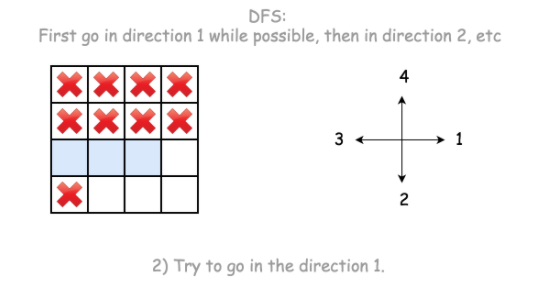 DFS:
First go in direction 1 while possible, then in direction 2, etc
4
3
1
2
2) Try to go in the direction 1.